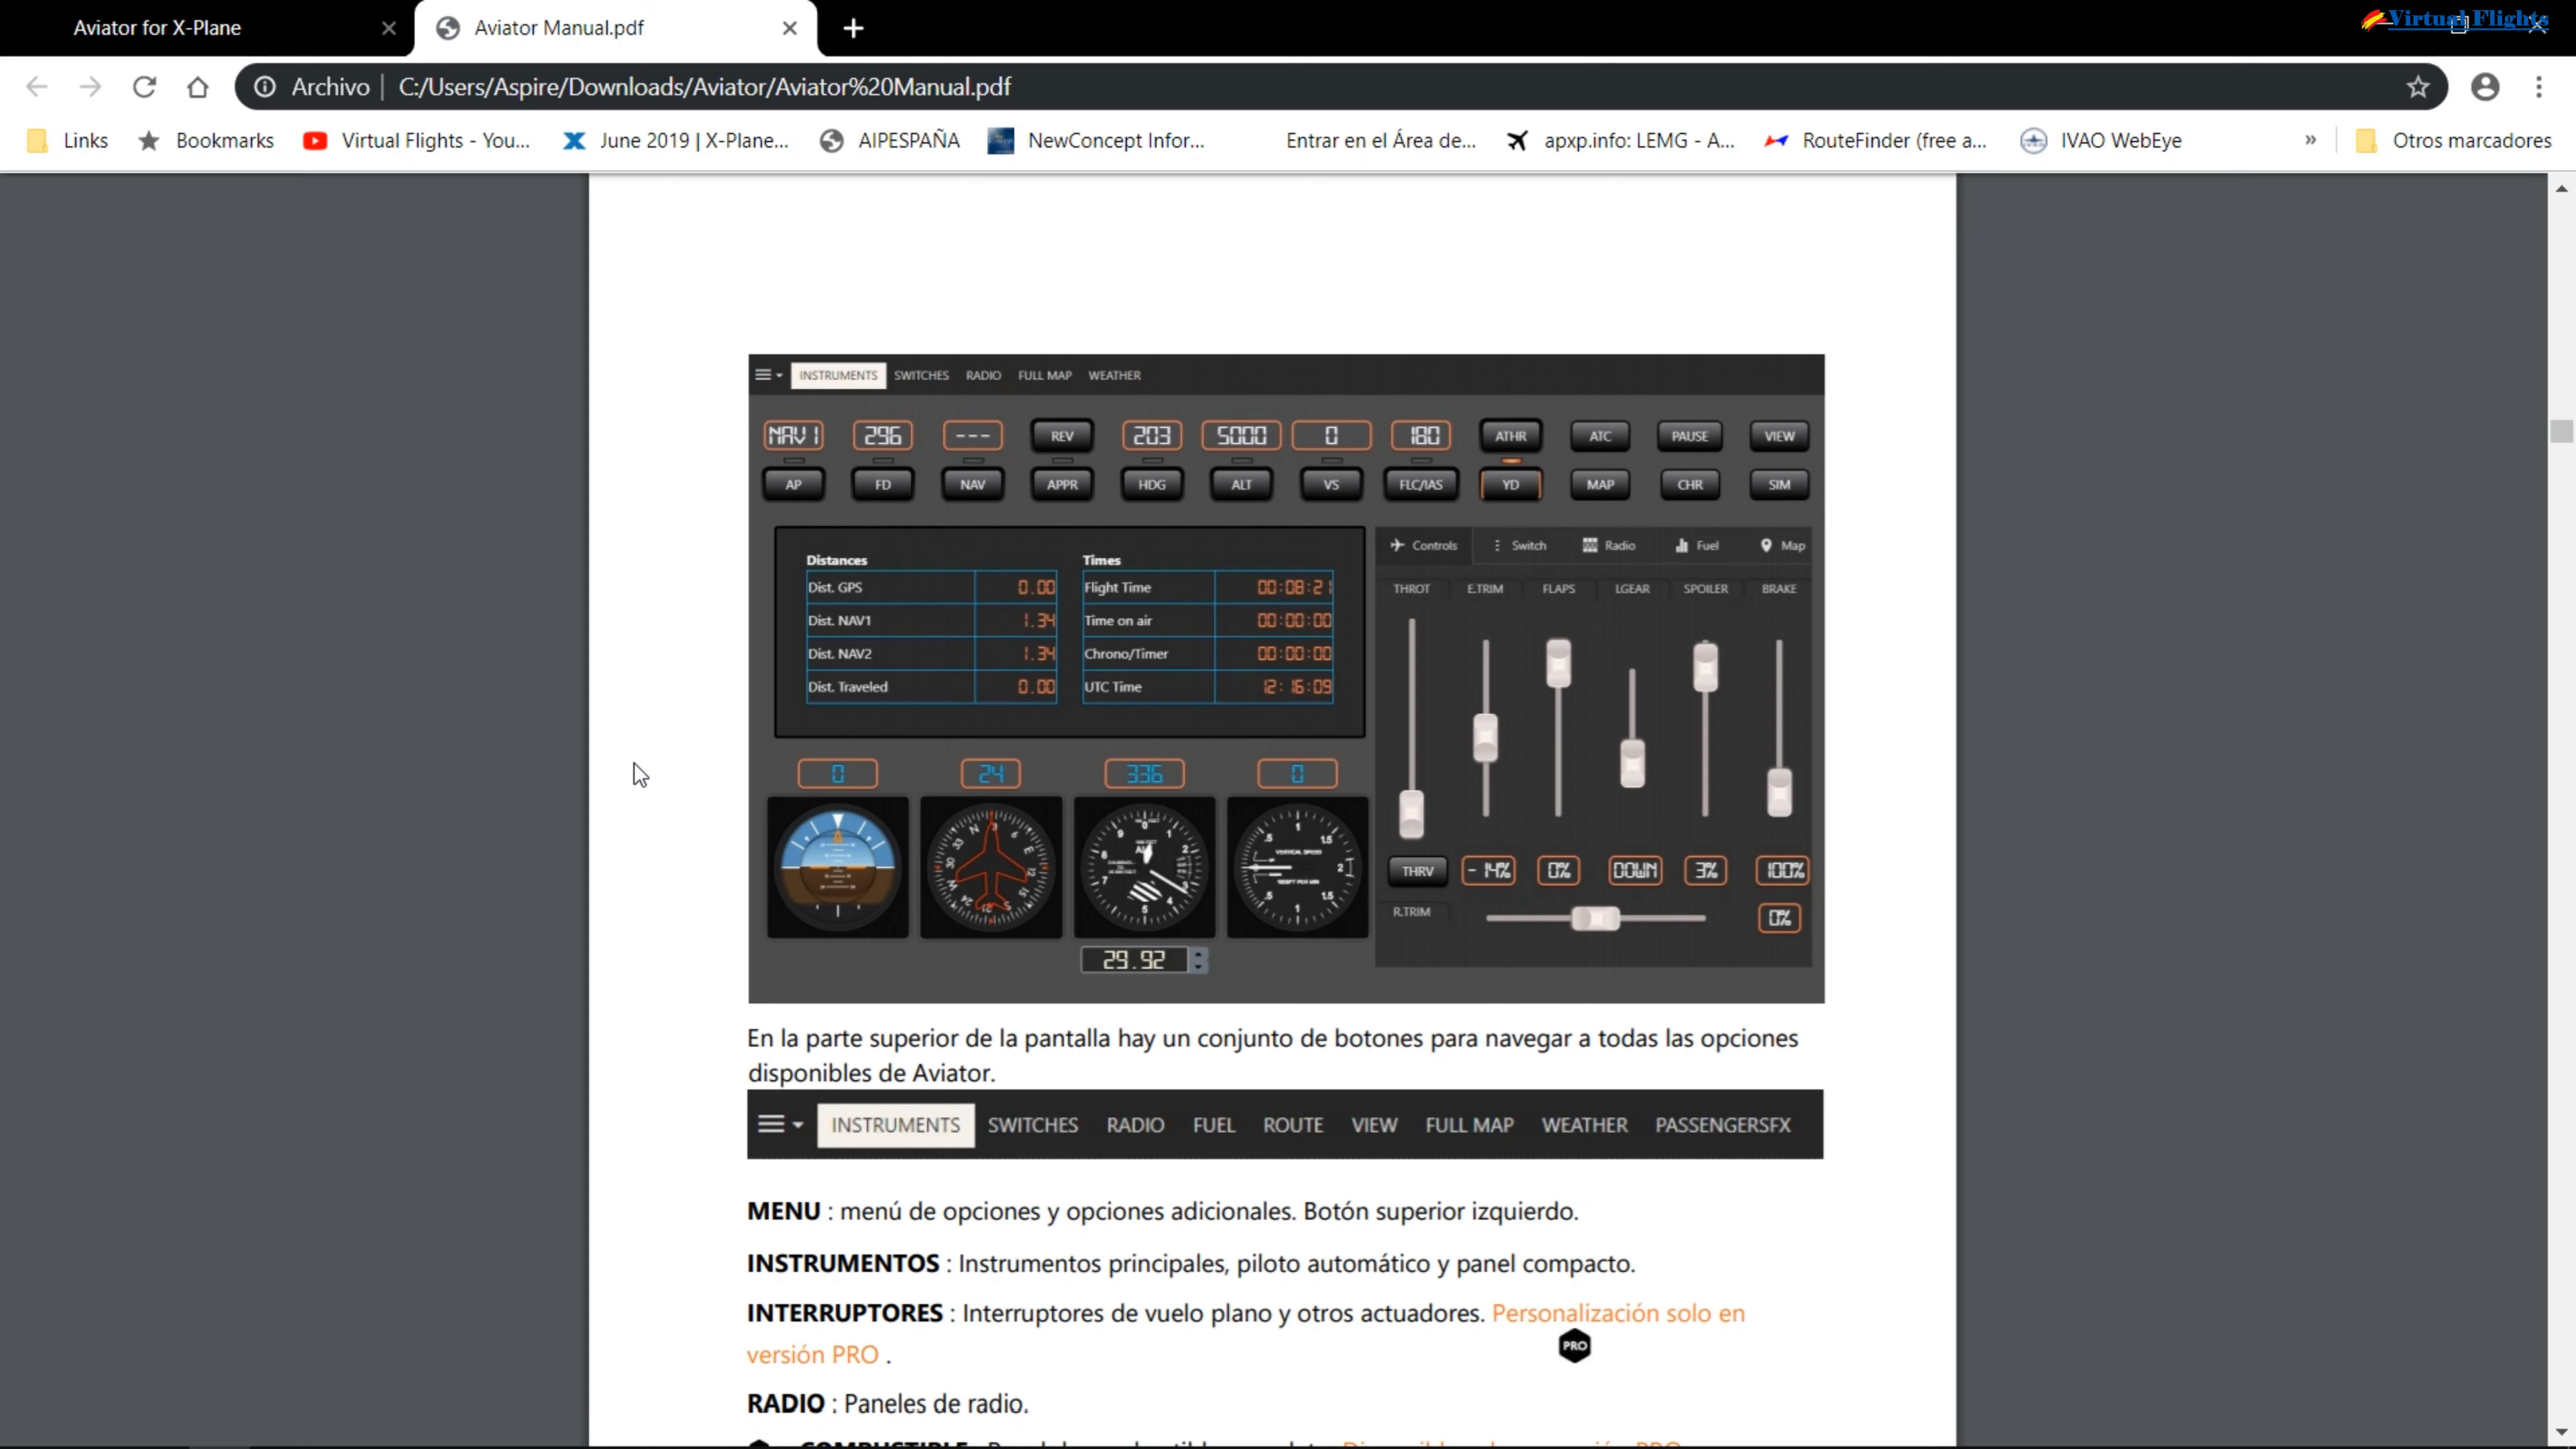 Aviator for X-Plane
Aviator Manual.pdf
Virtual Flights
Archivo | C:/Users/Aspire/Downloads/Aviator/Aviator%20Manual.pdf
Links Bookmarks Virtual Flights - You... June 2019 | X-Plane... AIPESPAÑA NewConcept Infor... Entrar en el Área de... apxp.info: LEMG - A... RouteFinder (free a... IVAO WebEye » Otros marcadores
INSTRUMENTS SWITCHES RADIO FULL MAP WEATHER
NAV1 296 --- REV 203 5000 0 180 ATHR ATC PAUSE VIEW
AP FD NAV APPR HDG ALT VS FLC/IAS YD MAP CHR SIM
Controls Switch Radio Fuel Map
Distances Times
Dist. GPS 0.00 Flight Time 00:08:21
Dist. NAV1 1.34 Time on air 00:00:00
Dist. NAV2 1.34 Chrono/Timer 00:00:00
Dist. Traveled 0.00 UTC Time 12:16:09
THROT E.TRIM FLAPS LGEAR SPOILER BRAKE
0 24 336 0
THRV -14% 0% DOWN 3% 100%
R.TRIM 0%
29.92
En la parte superior de la pantalla hay un conjunto de botones para navegar a todas las opciones
disponibles de Aviator.
INSTRUMENTS SWITCHES RADIO FUEL ROUTE VIEW FULL MAP WEATHER PASSENGERSFX
MENU : menú de opciones y opciones adicionales. Botón superior izquierdo.
INSTRUMENTOS : Instrumentos principales, piloto automático y panel compacto.
INTERRUPTORES : Interruptores de vuelo plano y otros actuadores. Personalización solo en
versión PRO .
PRO
RADIO : Paneles de radio.